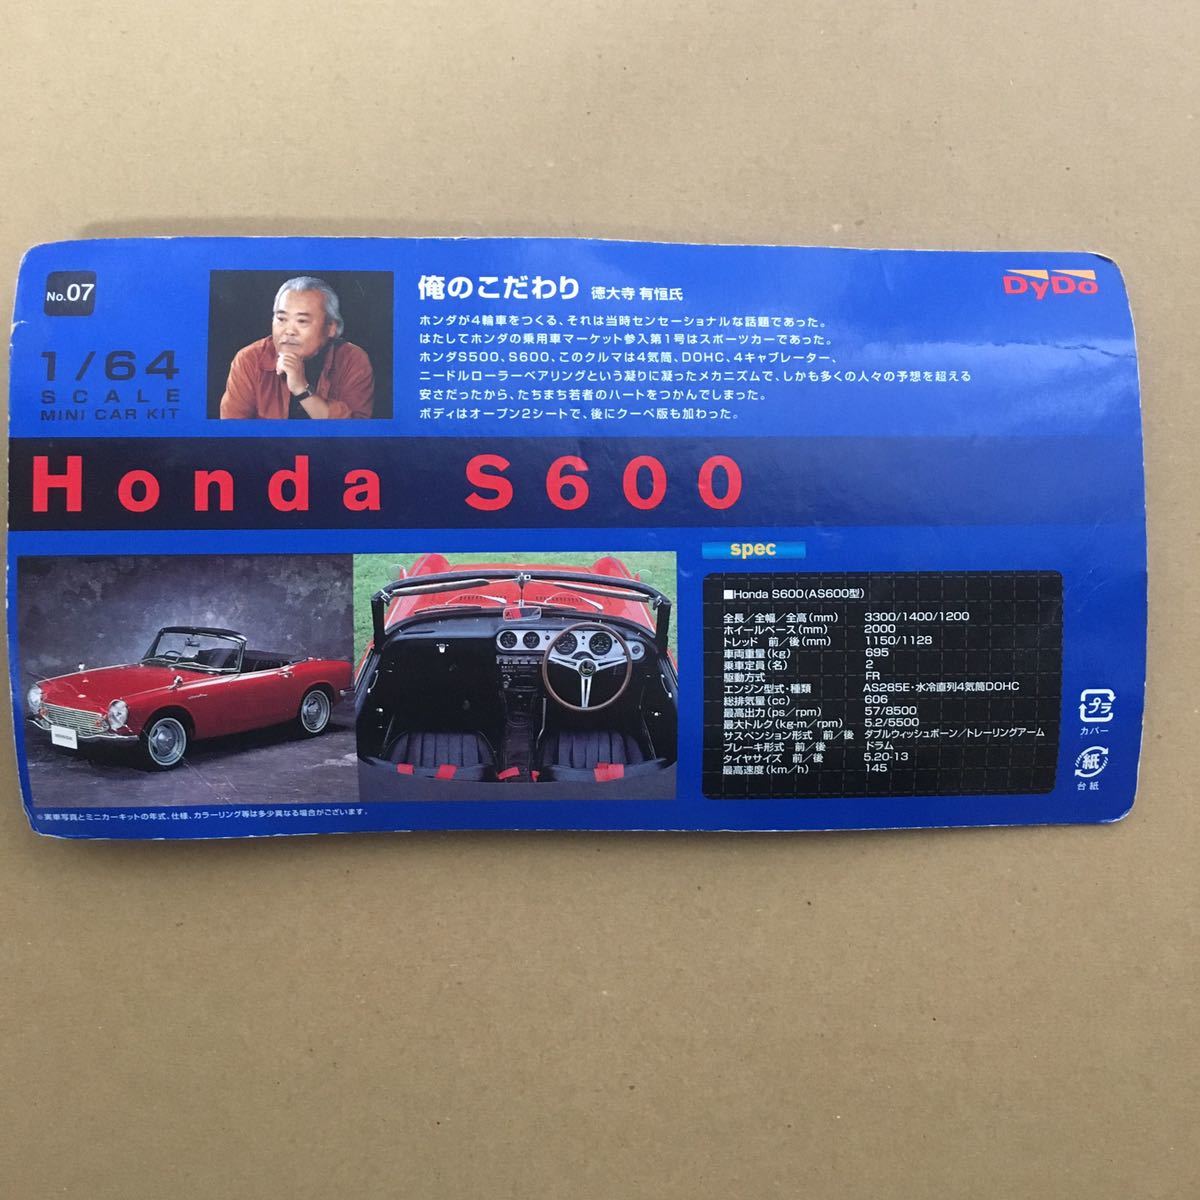 No.07
1/64
SCALE
MINI CAR KIT
俺のこだわり 徳大寺 有恒氏
ホンダが4輪車をつくる、それは当時センセーショナルな話題であった。
はたしてホンダの乗用車マーケット参入第1号はスポーツカーであった。
ホンダS500、S600、このクルマは4気筒、DOHC、4キャブレーター、
ニードルローラーベアリングという凝りに凝ったメカニズムで、しかも多くの人々の予想を超える
安さだったから、たちまち若者のハートをつかんでしまった。
ボディはオープン2シートで、後にクーペ版も加わった。
DyDo
Honda S600
spec
■Honda S600(AS600型)
全長/全幅/全高(mm) 3300/1400/1200
ホイールベース(mm) 2000
トレッド 前/後(mm) 1150/1128
車両重量(kg) 695
乗車定員(名) 2
駆動方式 FR
エンジン型式・種類 AS285E・水冷直列4気筒DOHC
総排気量(cc) 606
最高出力(ps/rpm) 57/8500
最大トルク(kg-m/rpm) 5.2/5500
サスペンション形式 前/後 ダブルウィッシュボーン/トレーリングアーム
ブレーキ形式 前/後 ドラム
タイヤサイズ 前/後 5.20-13
最高速度(km/h) 145
プラ
カバー
紙
台紙
※実車写真とミニカーキットの年式、仕様、カラーリング等は多少異なる場合がございます。